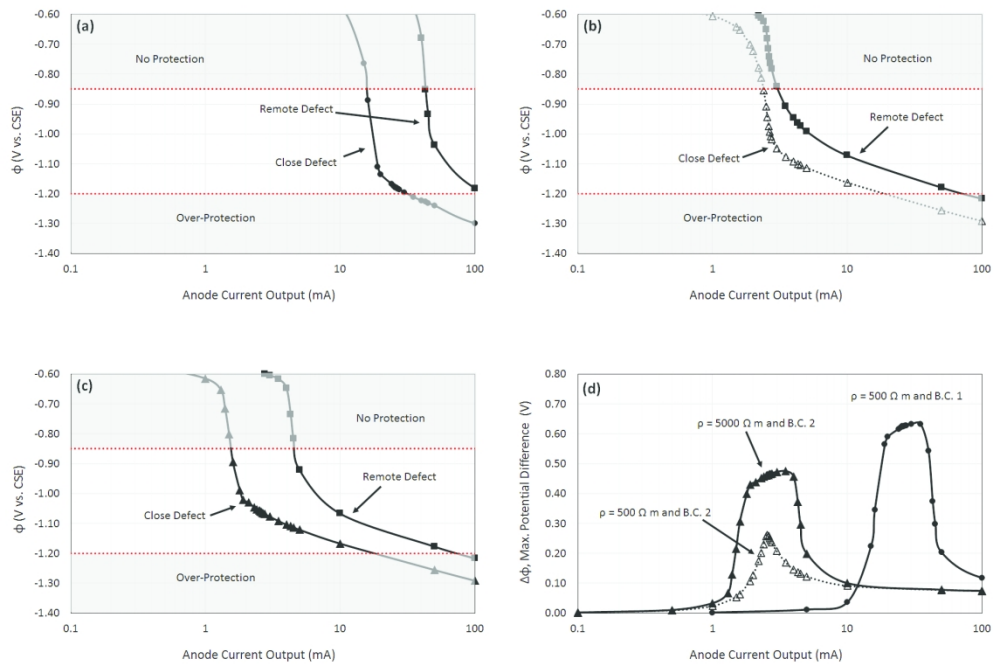 (a)
-0.60
-0.70
-0.80
-0.90
-1.00
-1.10
-1.20
-1.30
-1.40
ϕ (V vs. CSE)
No Protection
Remote Defect
Close Defect
Over-Protection
0.1 1 10 100
Anode Current Output (mA)
(b)
-0.60
-0.70
-0.80
-0.90
-1.00
-1.10
-1.20
-1.30
-1.40
ϕ (V vs. CSE)
No Protection
Remote Defect
Close Defect
Over-Protection
0.1 1 10 100
Anode Current Output (mA)
(c)
-0.60
-0.70
-0.80
-0.90
-1.00
-1.10
-1.20
-1.30
-1.40
ϕ (V vs. CSE)
No Protection
Remote Defect
Close Defect
Over-Protection
0.1 1 10 100
Anode Current Output (mA)
(d)
0.80
0.70
0.60
0.50
0.40
0.30
0.20
0.10
0.00
Δϕ, Max. Potential Difference (V)
ρ = 500 Ω m and B.C. 1
ρ = 5000 Ω m and B.C. 2
ρ = 500 Ω m and B.C. 2
0.1 1 10 100
Anode Current Output (mA)